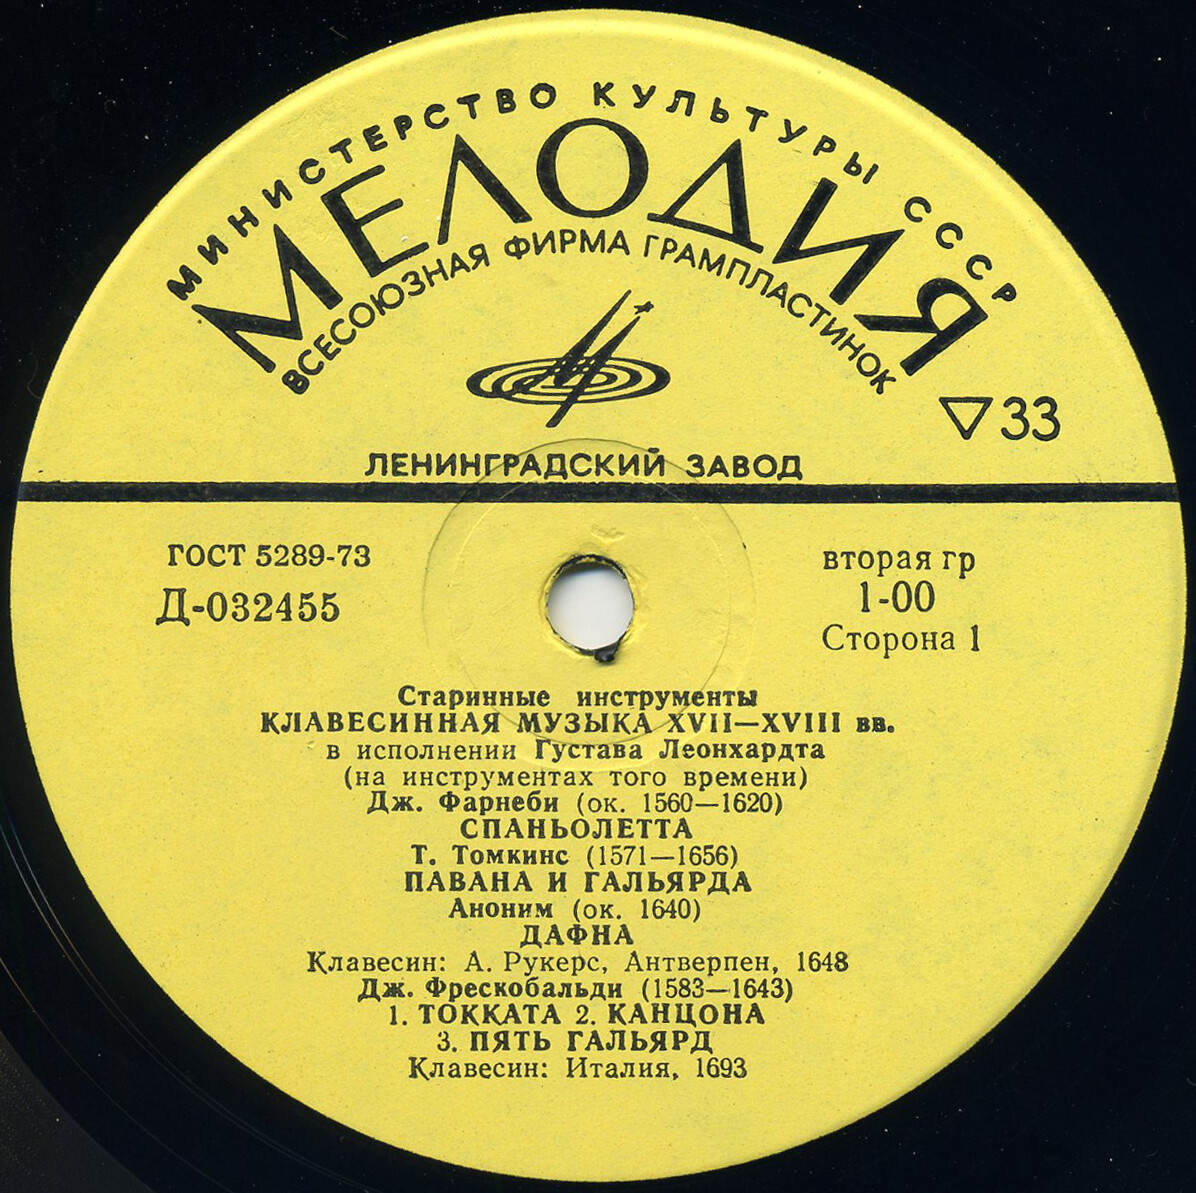 МИНИСТЕРСТВО КУЛЬТУРЫ СССР
МЕЛОДИЯ
ВСЕСОЮЗНАЯ ФИРМА ГРАМПЛАСТИНОК
33
ЛЕНИНГРАДСКИЙ ЗАВОД
ГОСТ 5289-73
Д-032455
вторая гр
1-00
Сторона 1
Старинные инструменты
КЛАВЕСИННАЯ МУЗЫКА XVII—XVIII вв.
в исполнении Густава Леонхардта
(на инструментах того времени)
Дж. Фарнеби (ок. 1560—1620)
СПАНЬОЛЕТТА
Т. Томкинс (1571—1656)
ПАВАНА И ГАЛЬЯРДА
Аноним (ок. 1640)
ДАФНА
Клавесин: А. Рукерс, Антверпен, 1648
Дж. Фрескобальди (1583—1643)
1. ТОККАТА 2. КАНЦОНА
3. ПЯТЬ ГАЛЬЯРД
Клавесин: Италия, 1693